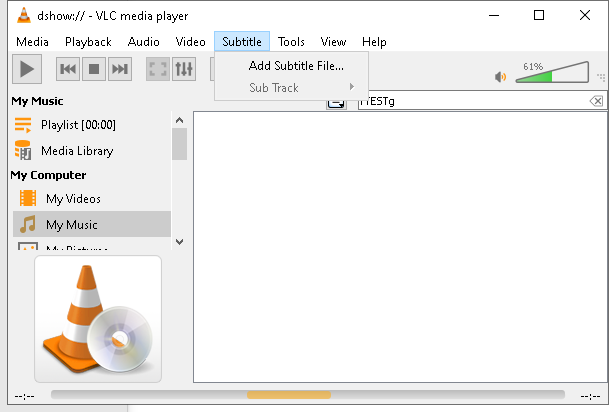 dshow:// - VLC media player
Media Playback Audio Video Subtitle Tools View Help
Add Subtitle File...
Sub Track
61%
My Music
Playlist [00:00]
Media Library
My Computer
My Videos
My Music
My Pictures
--:-- --:--